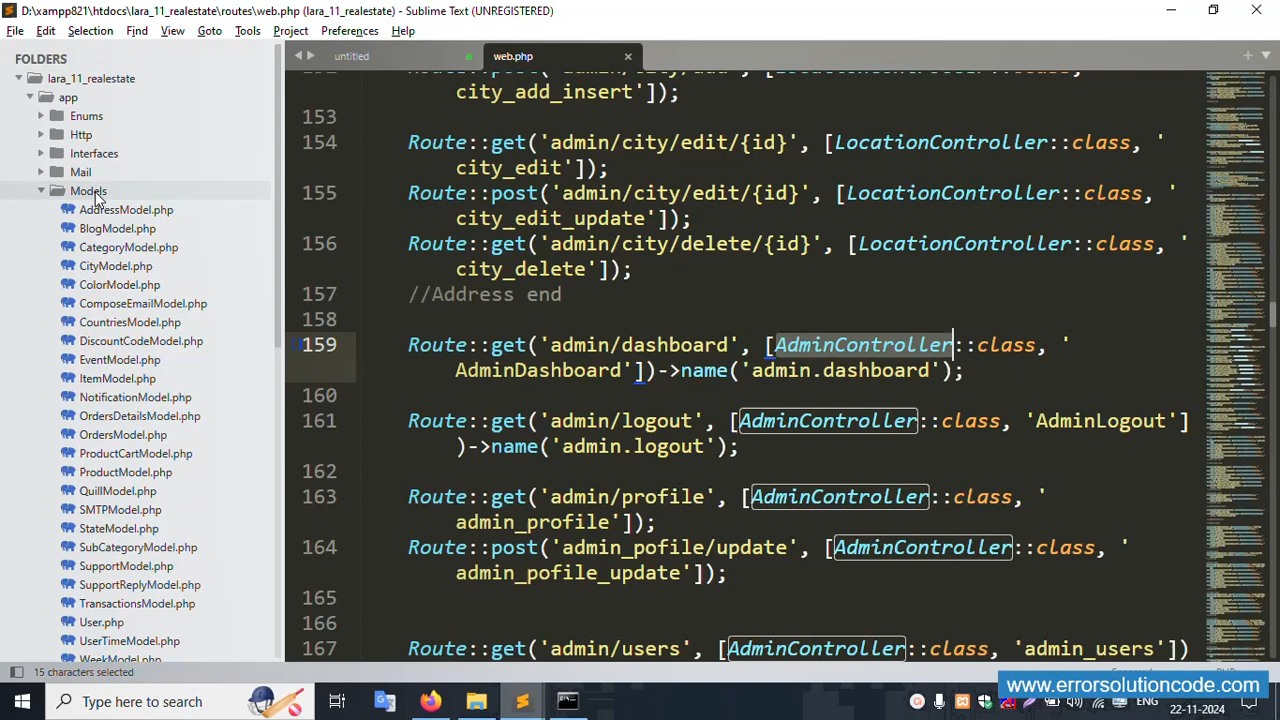 D:\xampp821\htdocs\lara_11_realestate\routes\web.php (lara_11_realestate) - Sublime Text (UNREGISTERED)
File Edit Selection Find View Goto Tools Project Preferences Help
FOLDERS
lara_11_realestate
app
Enums
Http
Interfaces
Mail
Models
AddressModel.php
BlogModel.php
CategoryModel.php
CityModel.php
ColorModel.php
ComposeEmailModel.php
CountriesModel.php
DiscountCodeModel.php
EventModel.php
ItemModel.php
NotificationModel.php
OrdersDetailsModel.php
OrdersModel.php
ProductCartModel.php
ProductModel.php
QuillModel.php
SMTPModel.php
StateModel.php
SubCategoryModel.php
SupportModel.php
SupportReplyModel.php
TransactionsModel.php
User.php
UserTimeModel.php
WeekModel.php
untitled web.php
city_add_insert']);
153
154 Route::get('admin/city/edit/{id}', [LocationController::class, '
city_edit']);
155 Route::post('admin/city/edit/{id}', [LocationController::class, '
city_edit_update']);
156 Route::get('admin/city/delete/{id}', [LocationController::class, '
city_delete']);
157 //Address end
158
159 Route::get('admin/dashboard', [AdminController::class, '
AdminDashboard'])->name('admin.dashboard');
160
161 Route::get('admin/logout', [AdminController::class, 'AdminLogout']
)->name('admin.logout');
162
163 Route::get('admin/profile', [AdminController::class, '
admin_profile']);
164 Route::post('admin_pofile/update', [AdminController::class, '
admin_pofile_update']);
165
166
167 Route::get('admin/users', [AdminController::class, 'admin_users'])
15 characters selected
www.errorsolutioncode.com
Type here to search
ENG
22-11-2024